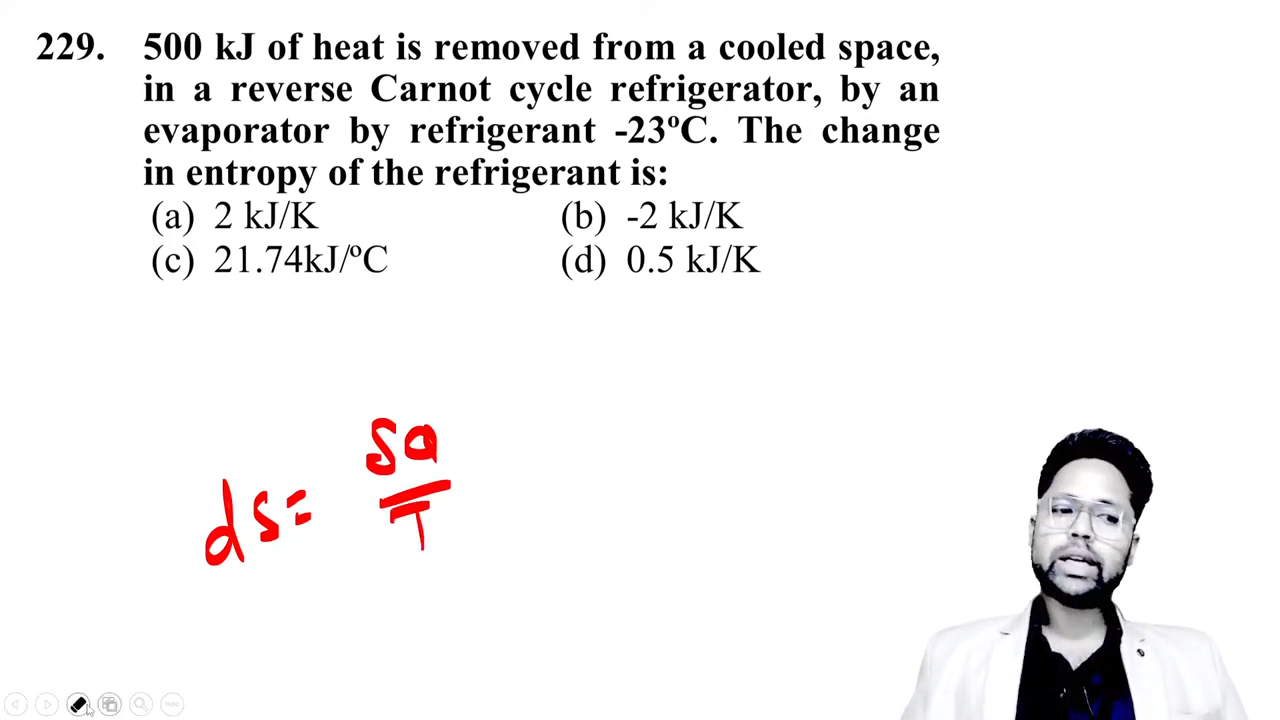 229. 500 kJ of heat is removed from a cooled space,
in a reverse Carnot cycle refrigerator, by an
evaporator by refrigerant -23ºC. The change
in entropy of the refrigerant is:
(a) 2 kJ/K (b) -2 kJ/K
(c) 21.74kJ/ºC (d) 0.5 kJ/K
δQ
ds=
T